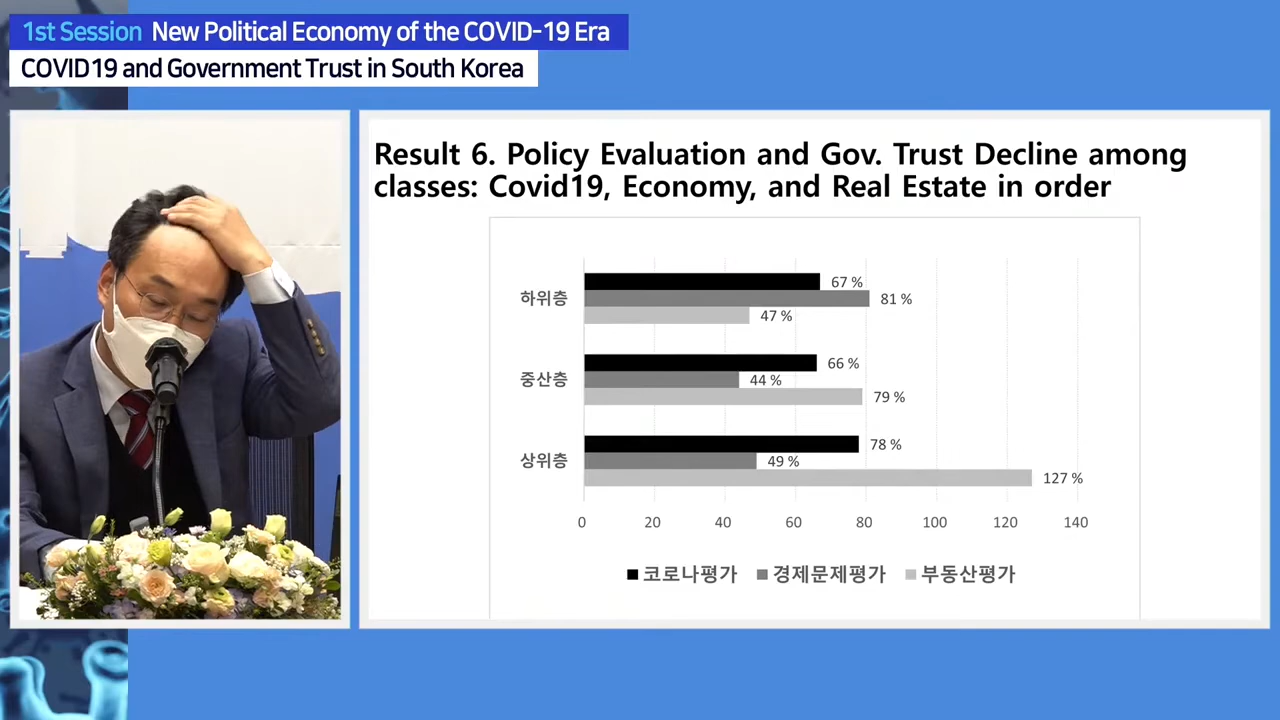 1st Session New Political Economy of the COVID-19 Era
COVID19 and Government Trust in South Korea
Result 6. Policy Evaluation and Gov. Trust Decline among
classes: Covid19, Economy, and Real Estate in order
하위층
67 %
81 %
47 %
중산층
66 %
44 %
79 %
상위층
78 %
49 %
127 %
0 20 40 60 80 100 120 140
코로나평가 경제문제평가 부동산평가